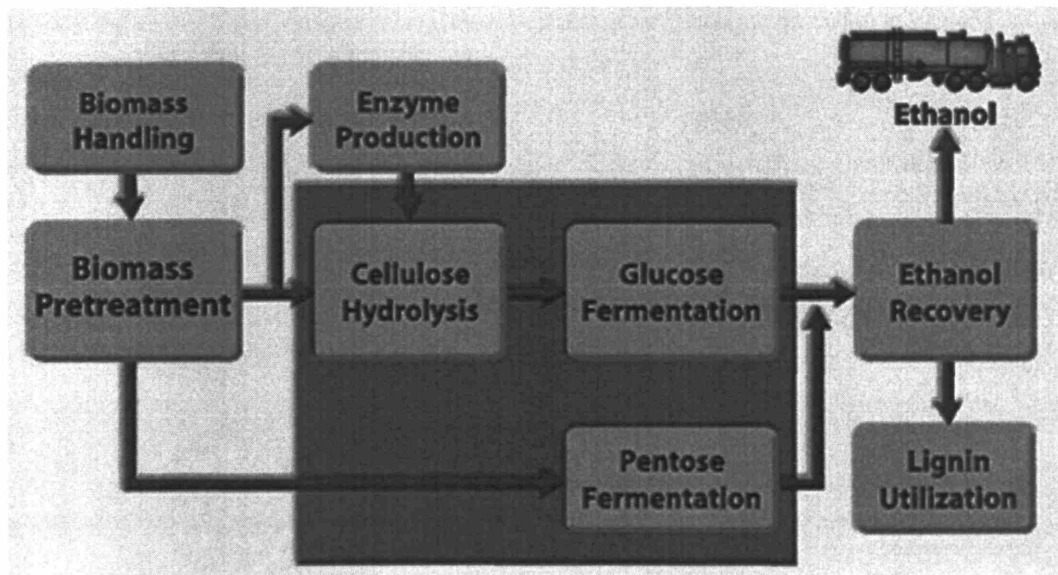 Biomass
Handling
Enzyme
Production
Ethanol
Biomass
Pretreatment
Cellulose
Hydrolysis
Glucose
Fermentation
Ethanol
Recovery
Pentose
Fermentation
Lignin
Utilization